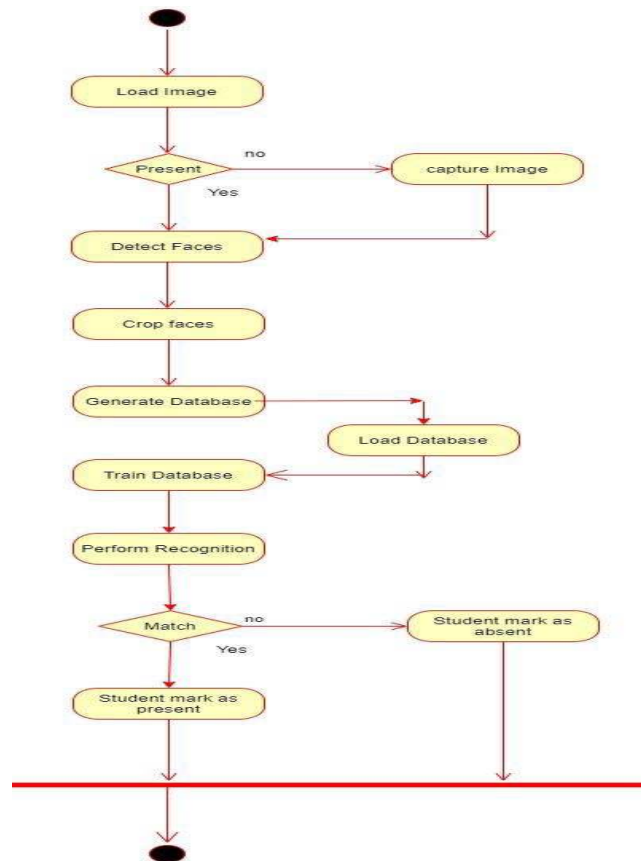 Load Image
no
Present
capture Image
Yes
Detect Faces
Crop faces
Generate Database
Load Database
Train Database
Perform Recognition
no
Match
Student mark as
absent
Yes
Student mark as
present